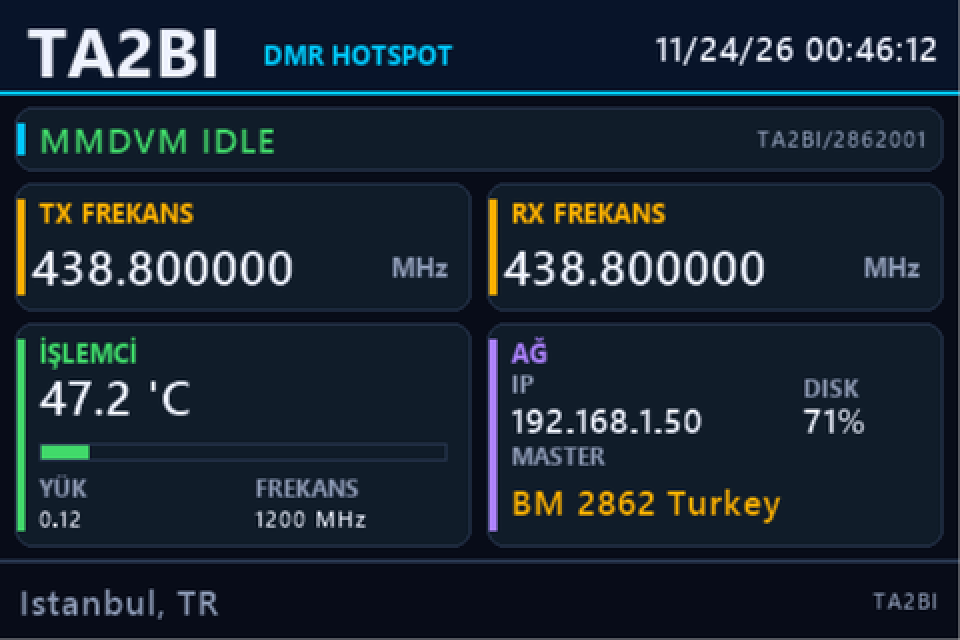 TA2BI DMR HOTSPOT 11/24/26 00:46:12
MMDVM IDLE TA2BI/2862001
TX FREKANS
438.800000 MHz
RX FREKANS
438.800000 MHz
İŞLEMCİ
47.2 'C
YÜK FREKANS
0.12 1200 MHz
AĞ
IP DISK
192.168.1.50 71%
MASTER
BM 2862 Turkey
Istanbul, TR TA2BI